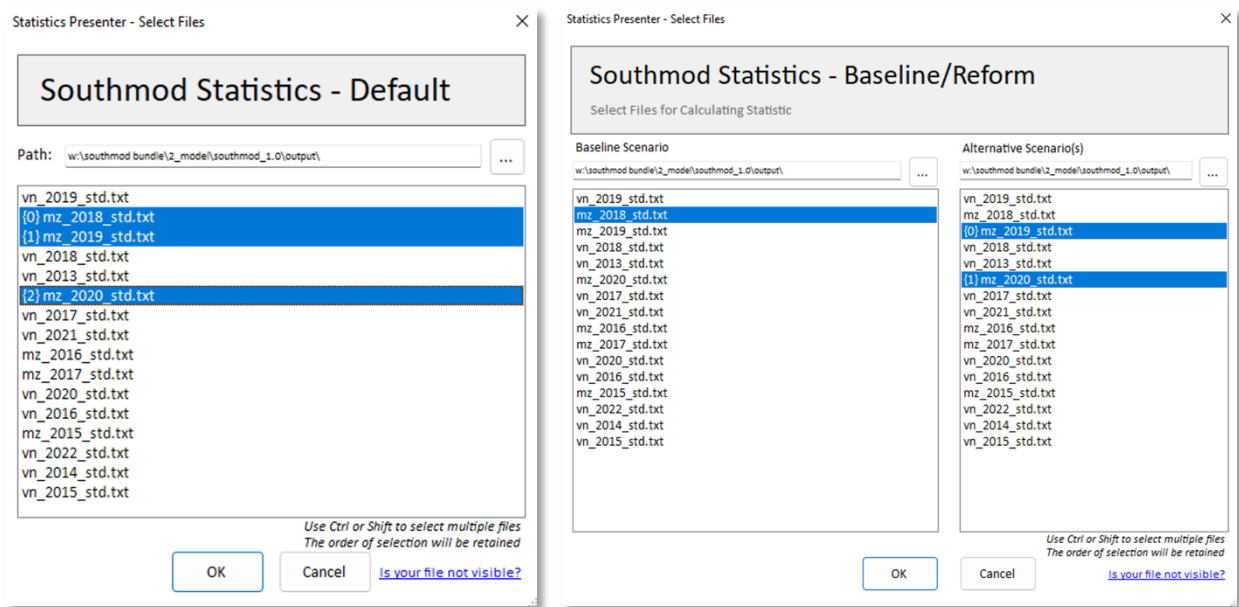 Statistics Presenter - Select Files
Southmod Statistics - Default
Path: w:\southmod bundle\2_model\southmod_1.0\output\ ...
vn_2019_std.txt
{0} mz_2018_std.txt
{1} mz_2019_std.txt
vn_2018_std.txt
vn_2013_std.txt
{2} mz_2020_std.txt
vn_2017_std.txt
vn_2021_std.txt
mz_2016_std.txt
mz_2017_std.txt
vn_2020_std.txt
vn_2016_std.txt
mz_2015_std.txt
vn_2022_std.txt
vn_2014_std.txt
vn_2015_std.txt
Use Ctrl or Shift to select multiple files
The order of selection will be retained
OK Cancel Is your file not visible?
Statistics Presenter - Select Files
Southmod Statistics - Baseline/Reform
Select Files for Calculating Statistic
Baseline Scenario
w:\southmod bundle\2_model\southmod_1.0\output\ ...
vn_2019_std.txt
mz_2018_std.txt
mz_2019_std.txt
vn_2018_std.txt
vn_2013_std.txt
mz_2020_std.txt
vn_2017_std.txt
vn_2021_std.txt
mz_2016_std.txt
mz_2017_std.txt
vn_2020_std.txt
vn_2016_std.txt
mz_2015_std.txt
vn_2022_std.txt
vn_2014_std.txt
vn_2015_std.txt
Alternative Scenario(s)
w:\southmod bundle\2_model\southmod_1.0\output\ ...
vn_2019_std.txt
mz_2018_std.txt
{0} mz_2019_std.txt
vn_2018_std.txt
vn_2013_std.txt
{1} mz_2020_std.txt
vn_2017_std.txt
vn_2021_std.txt
mz_2016_std.txt
mz_2017_std.txt
vn_2020_std.txt
vn_2016_std.txt
mz_2015_std.txt
vn_2022_std.txt
vn_2014_std.txt
vn_2015_std.txt
Use Ctrl or Shift to select multiple files
The order of selection will be retained
OK Cancel Is your file not visible?